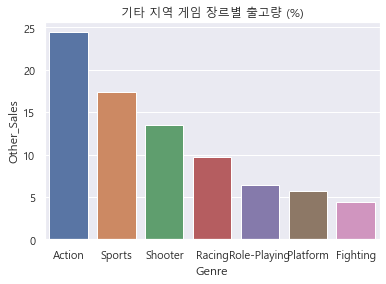 기타 지역 게임 장르별 출고량 (%)
Other_Sales
25
20
15
10
5
0
Action Sports Shooter Racing Role-Playing Platform Fighting
Genre